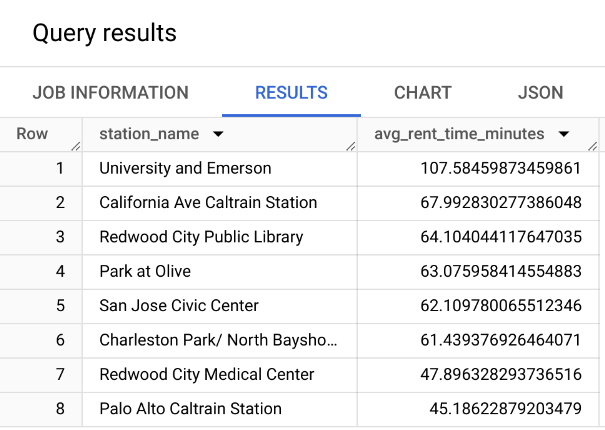 Query results
JOB INFORMATION RESULTS CHART JSON
Row station_name avg_rent_time_minutes
1 University and Emerson 107.58459873459861
2 California Ave Caltrain Station 67.992830277386048
3 Redwood City Public Library 64.104044117647035
4 Park at Olive 63.075958414554883
5 San Jose Civic Center 62.109780065512346
6 Charleston Park/ North Baysho... 61.439376926464071
7 Redwood City Medical Center 47.896328293736516
8 Palo Alto Caltrain Station 45.18622879203479